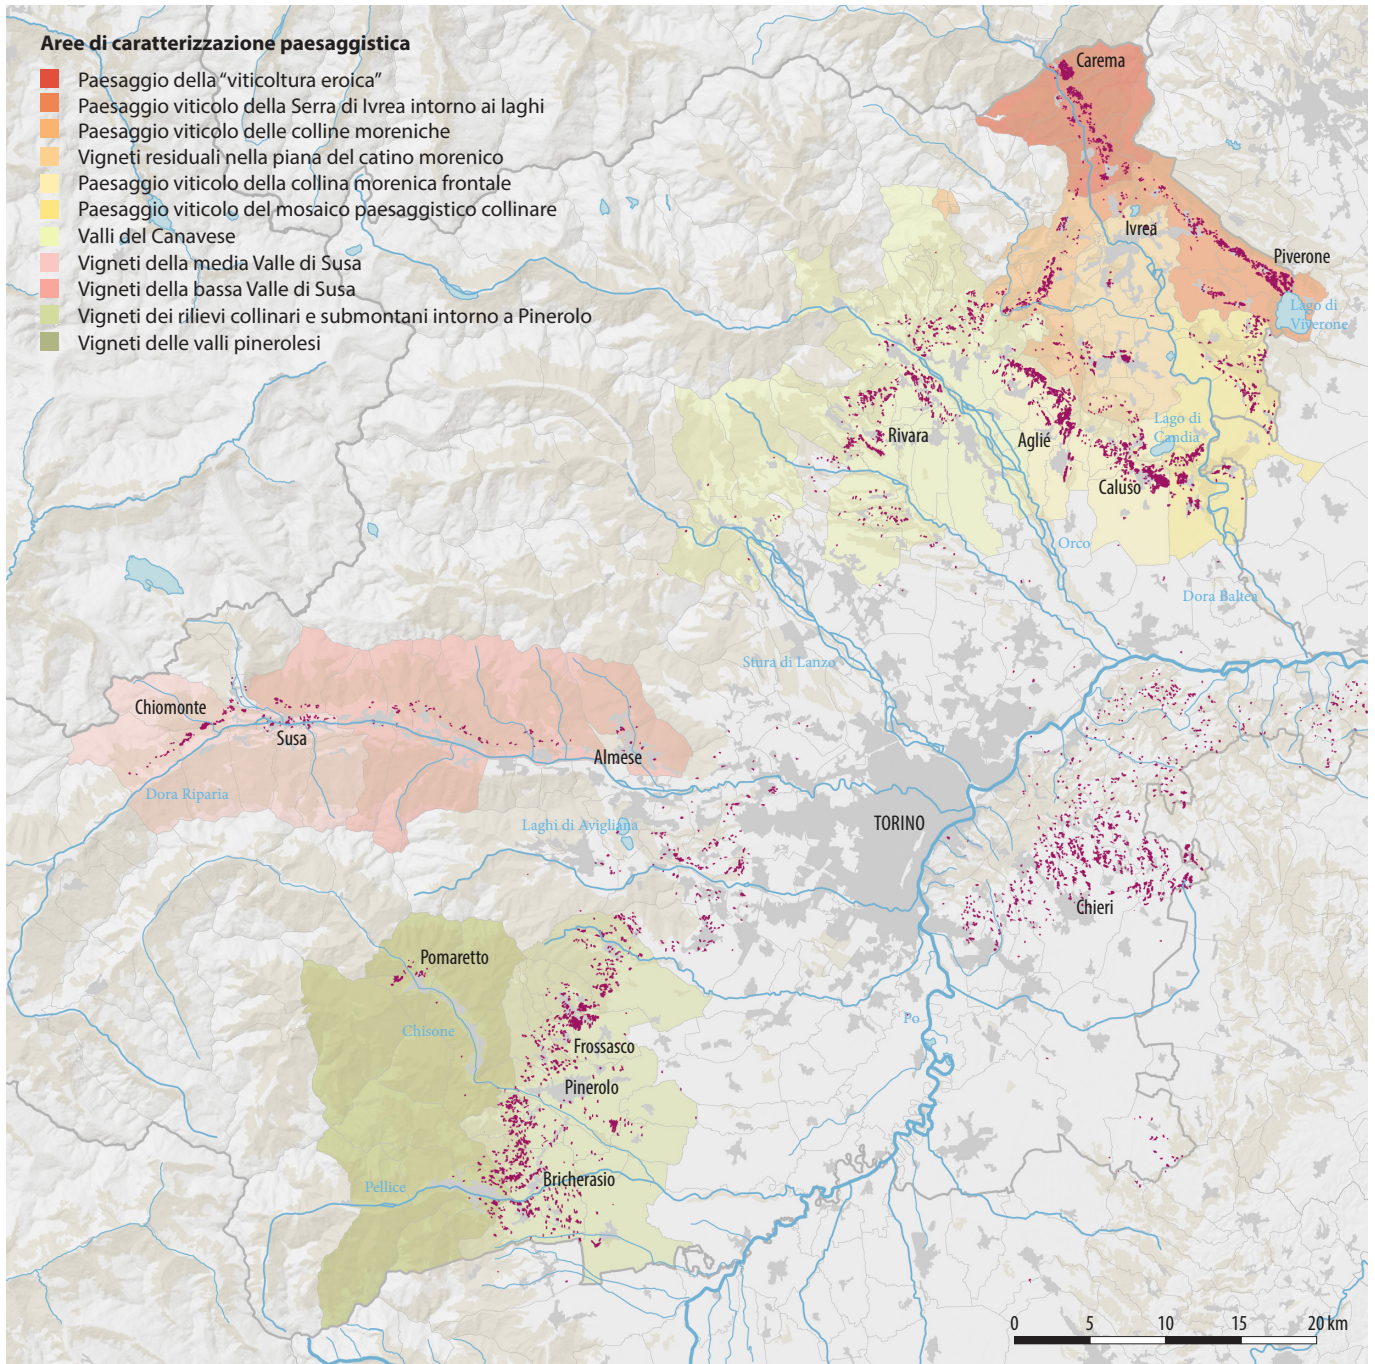 Aree di caratterizzazione paesaggistica
Paesaggio della “viticoltura eroica”
Paesaggio viticolo della Serra di Ivrea intorno ai laghi
Paesaggio viticolo delle colline moreniche
Vigneti residuali nella piana del catino morenico
Paesaggio viticolo della collina morenica frontale
Paesaggio viticolo del mosaico paesaggistico collinare
Valli del Canavese
Vigneti della media Valle di Susa
Vigneti della bassa Valle di Susa
Vigneti dei rilievi collinari e submontani intorno a Pinerolo
Vigneti delle valli pinerolesi
Carema
Ivrea
Piverone
Lago di
Viverone
Rivara
Aglié
Lago di
Candia
Caluso
Orco
Dora Baltea
Stura di Lanzo
Chiomonte
Susa
Almese
Dora Riparia
Laghi di Avigliana
TORINO
Chieri
Pomaretto
Chisone
Po
Frossasco
Pinerolo
Bricherasio
Pellice
0 5 10 15 20 km